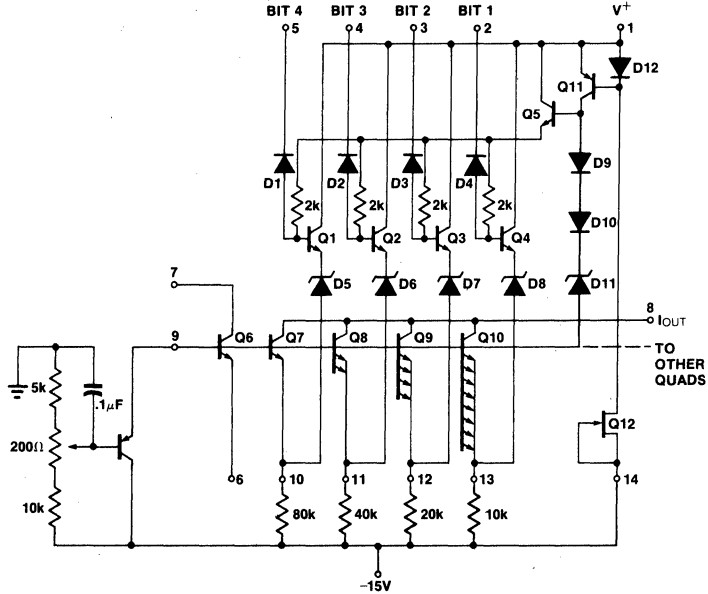 BIT 4 BIT 3 BIT 2 BIT 1 V+
5 4 3 2 1
D12
Q11
Q5
D1 D2 D3 D4 D9
2k 2k 2k 2k
D10
Q1 Q2 Q3 Q4
7
D5 D6 D7 D8 D11
8
IOUT
9
Q6 Q7 Q8 Q9 Q10
TO
OTHER
QUADS
5k
.1μF
200Ω
Q12
6 10 11 12 13 14
10k
80k 40k 20k 10k
−15V